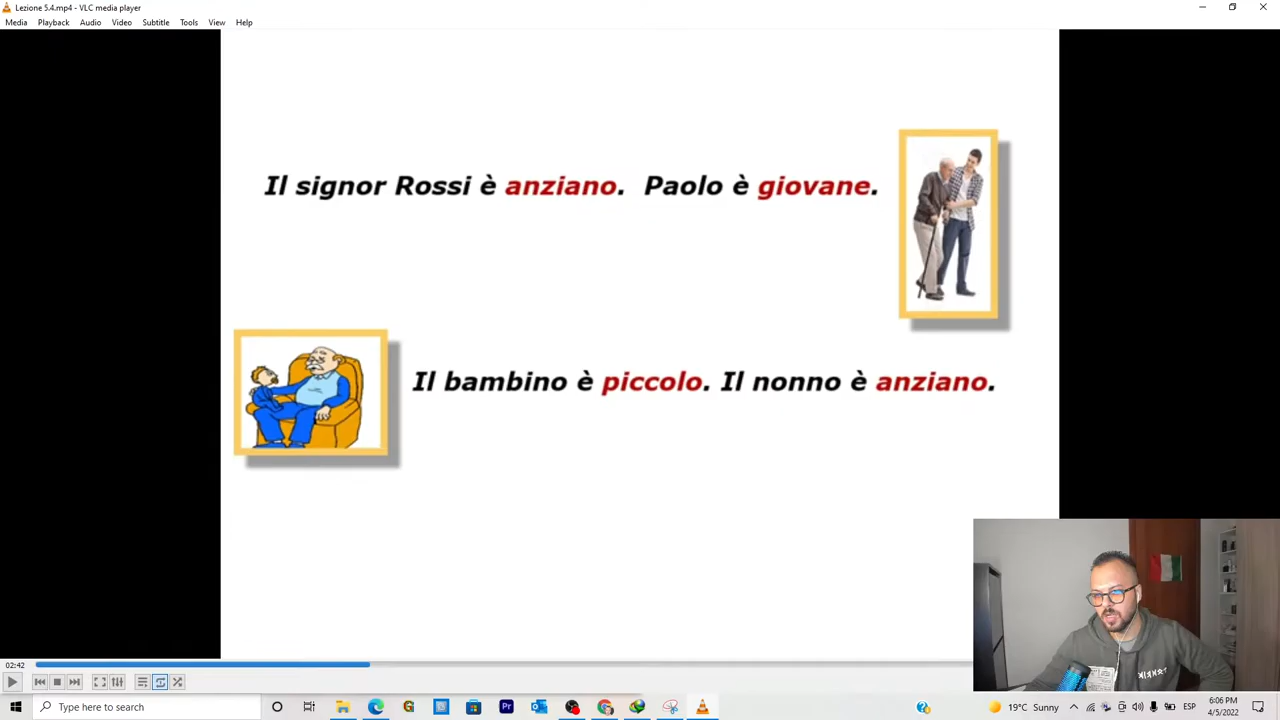 Lezione 5.4.mp4 - VLC media player
Media Playback Audio Video Subtitle Tools View Help
Il signor Rossi è anziano. Paolo è giovane.
Il bambino è piccolo. Il nonno è anziano.
02:42
Type here to search
19°C Sunny
ESP
6:06 PM
4/5/2022